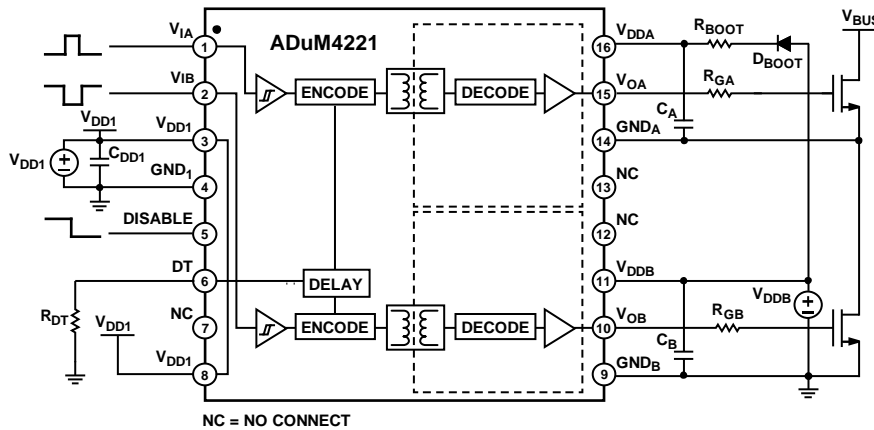 ADuM4221
VIA
1
VIB
2
VDD1
VDD1
3
VDD1
CDD1
GND1
4
DISABLE
5
DT
6
RDT
NC
7
VDD1
VDD1
8
ENCODE
DECODE
DELAY
ENCODE
DECODE
16
VDDA
RBOOT
DBOOT
VBUS
15
VOA
RGA
CA
14
GNDA
13
NC
12
NC
11
VDDB
VDDB
10
VOB
RGB
CB
9
GNDB
NC = NO CONNECT